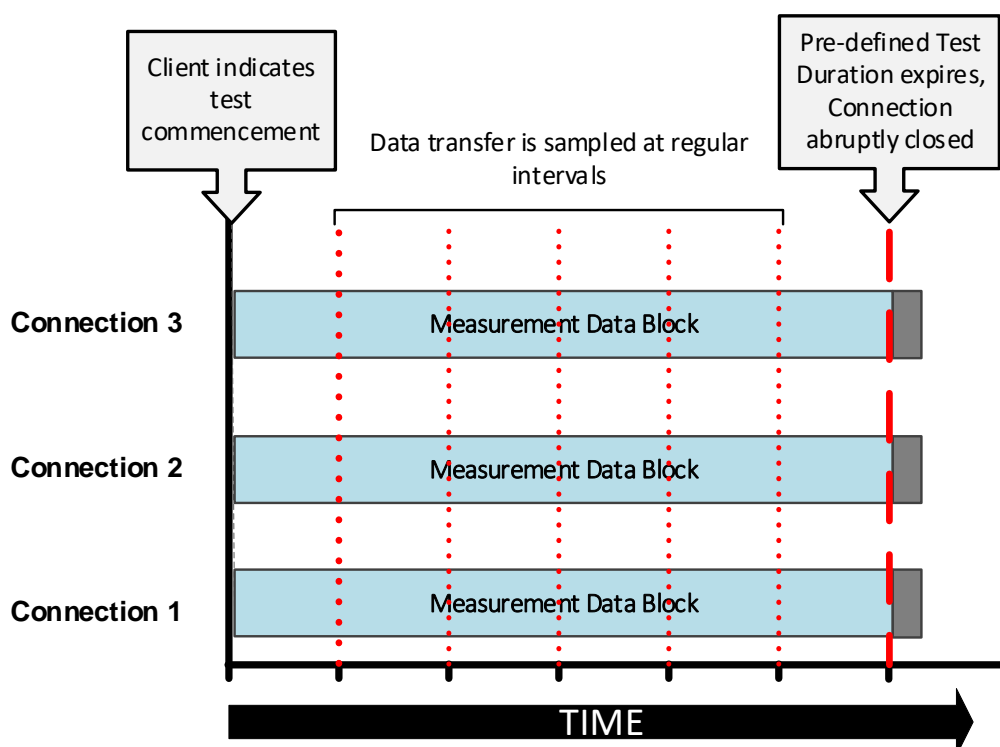 Client indicates
test
commencement
Pre-defined Test
Duration expires,
Connection
abruptly closed
Data transfer is sampled at regular
intervals
Connection 3
Measurement Data Block
Connection 2
Measurement Data Block
Connection 1
Measurement Data Block
TIME